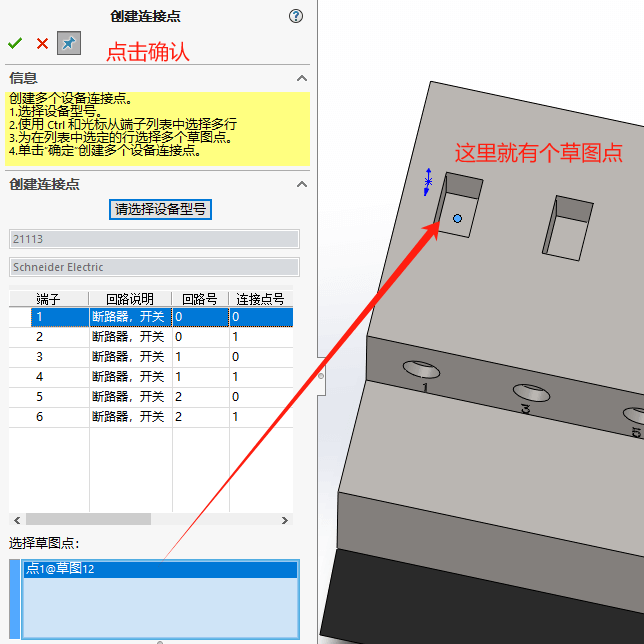 创建连接点
点击确认
信息
创建多个设备连接点。
1.选择设备型号。
2.使用 Ctrl 和光标从端子列表中选择多行
3.为在列表中选定的行选择多个草图点。
4.单击“确定”创建多个设备连接点。
创建连接点
请选择设备型号
21113
Schneider Electric
端子 回路说明 回路号 连接点号
1 断路器，开关 0 0
2 断路器，开关 0 1
3 断路器，开关 1 0
4 断路器，开关 1 1
5 断路器，开关 2 0
6 断路器，开关 2 1
选择草图点:
点1@草图12
这里就有个草图点
1
3
5